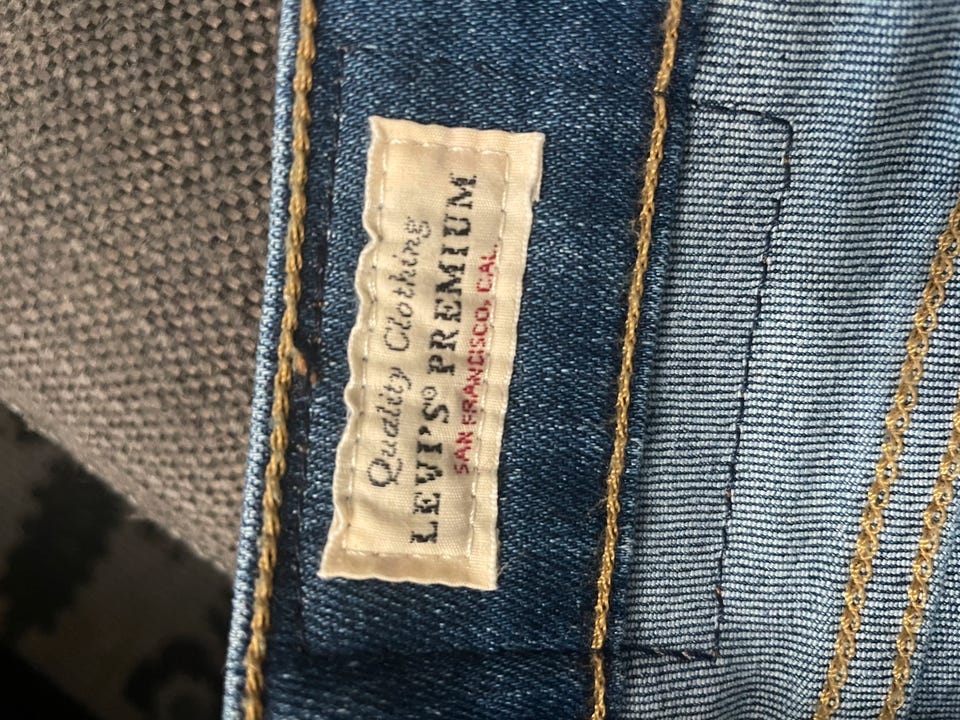 Quality Clothing
LEVI'S® PREMIUM
SAN FRANCISCO, CAL.